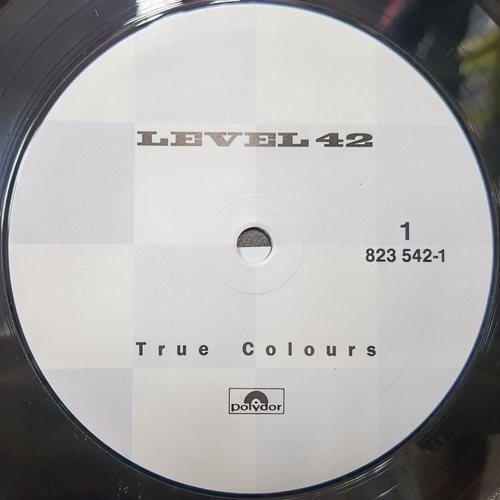 LEVEL 42
1
823 542-1
True Colours
polydor